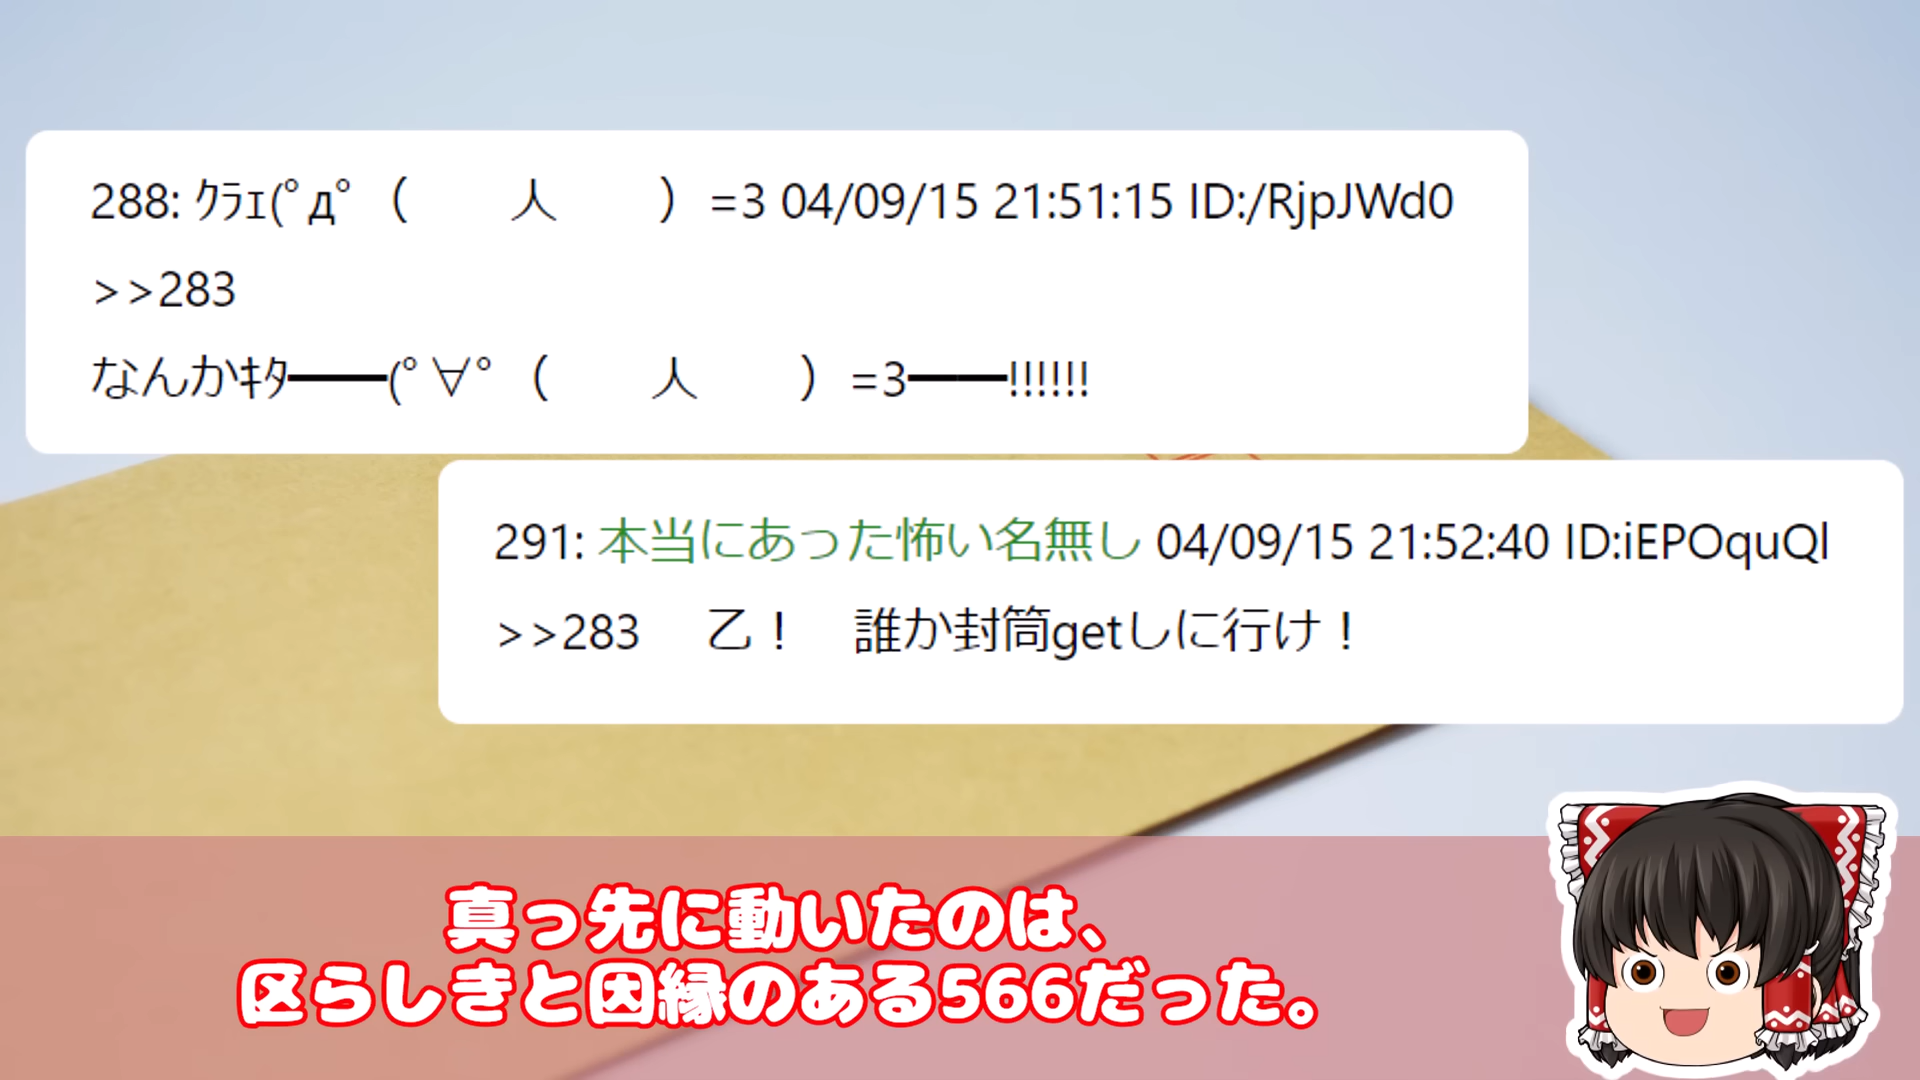 288: ｸﾗｪ(ﾟдﾟ（　　人　　）=3 04/09/15 21:51:15 ID:/RjpJWd0
>>283
なんかｷﾀ━━(ﾟ∀ﾟ（　　人　　）=3━━!!!!!!
291: 本当にあった怖い名無し 04/09/15 21:52:40 ID:iEPOquQl
>>283　乙！　誰か封筒getしに行け！
真っ先に動いたのは、
区らしきと因縁のある566だった。